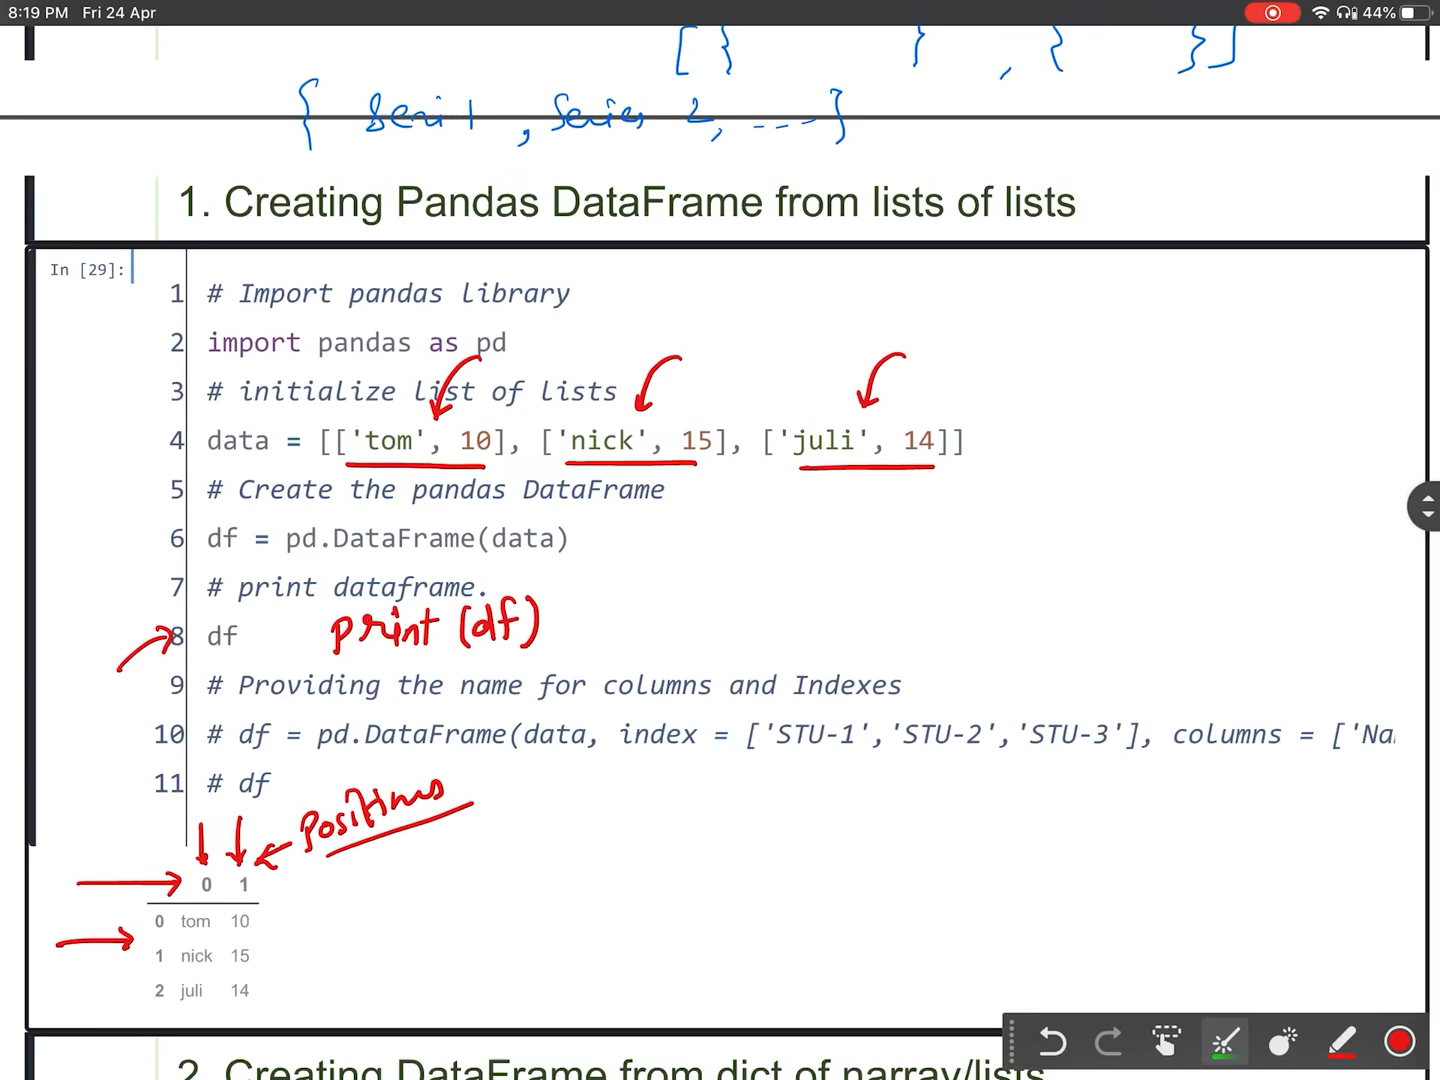 8:19 PM Fri 24 Apr 44%
[{ } , { }]
{ Seri1 , Series 2, ---- }
1. Creating Pandas DataFrame from lists of lists
In [29]:
1 # Import pandas library
2 import pandas as pd
3 # initialize list of lists
4 data = [['tom', 10], ['nick', 15], ['juli', 14]]
5 # Create the pandas DataFrame
6 df = pd.DataFrame(data)
7 # print dataframe.
8 df print (df)
9 # Providing the name for columns and Indexes
10 # df = pd.DataFrame(data, index = ['STU-1','STU-2','STU-3'], columns = ['Na
11 # df
Positions
0 1
0 tom 10
1 nick 15
2 juli 14
2. Creating DataFrame from dict of narray/lists